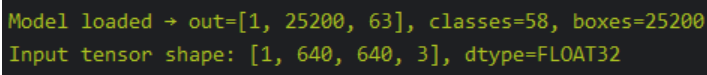 Model loaded → out=[1, 25200, 63], classes=58, boxes=25200
Input tensor shape: [1, 640, 640, 3], dtype=FLOAT32